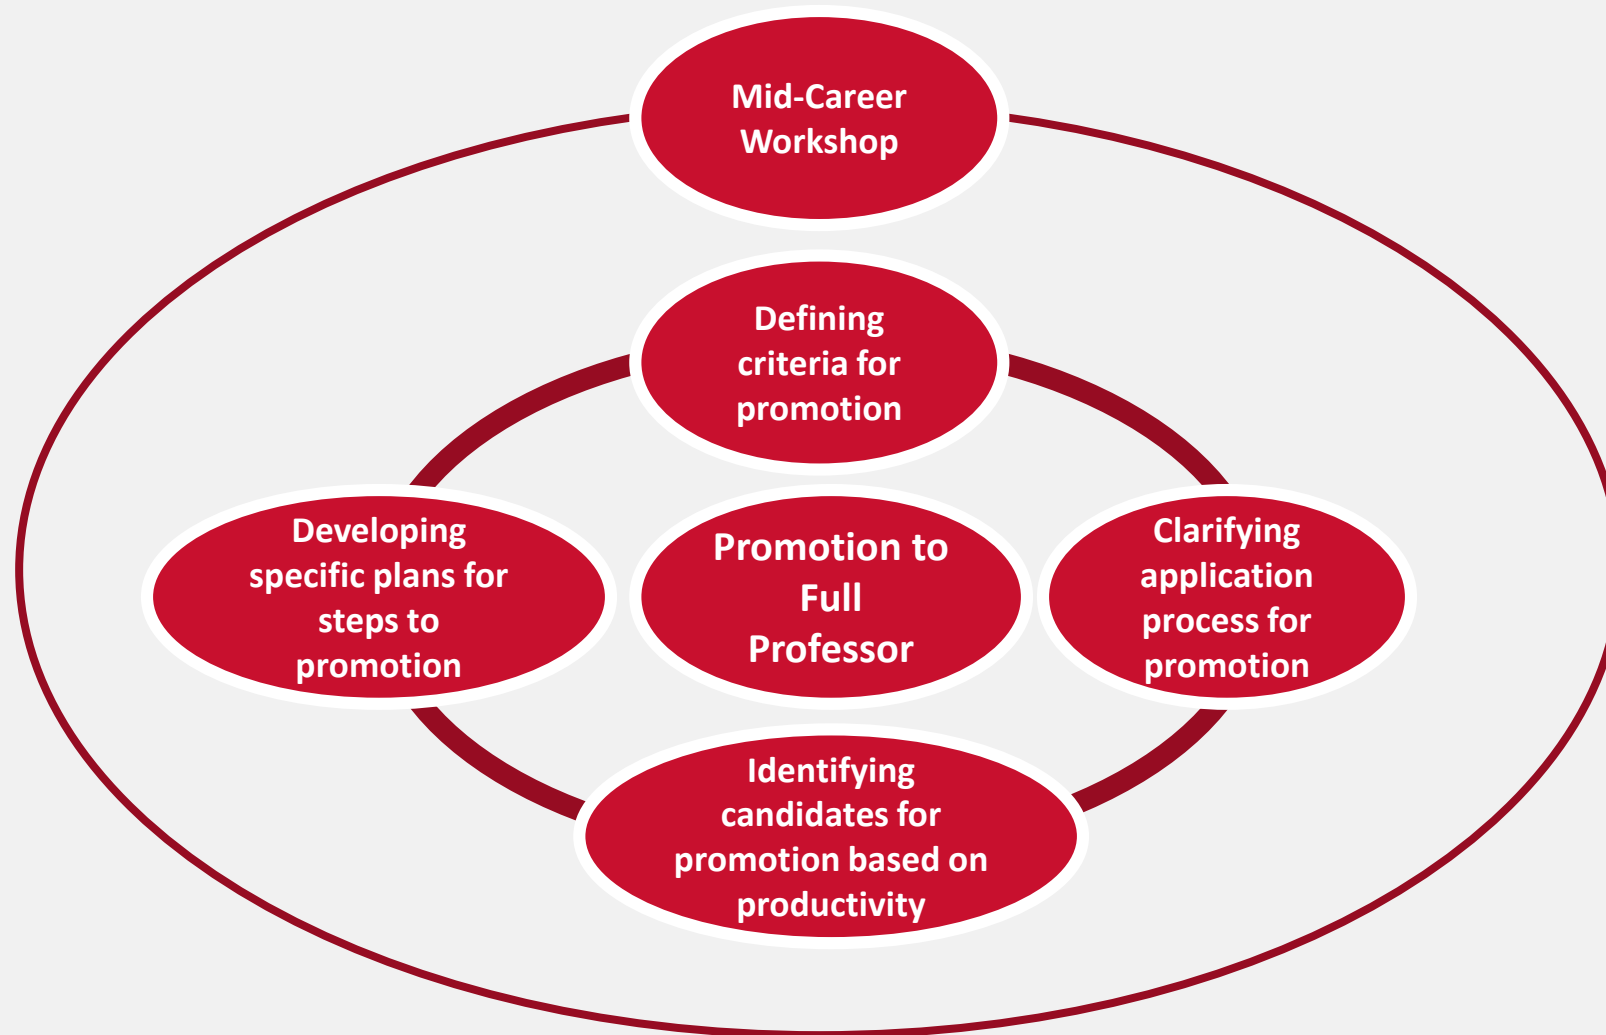 Mid-Career
Workshop
Defining
criteria for
promotion
Developing
specific plans for
steps to
promotion
Promotion to
Full
Professor
Clarifying
application
process for
promotion
Identifying
candidates for
promotion based on
productivity